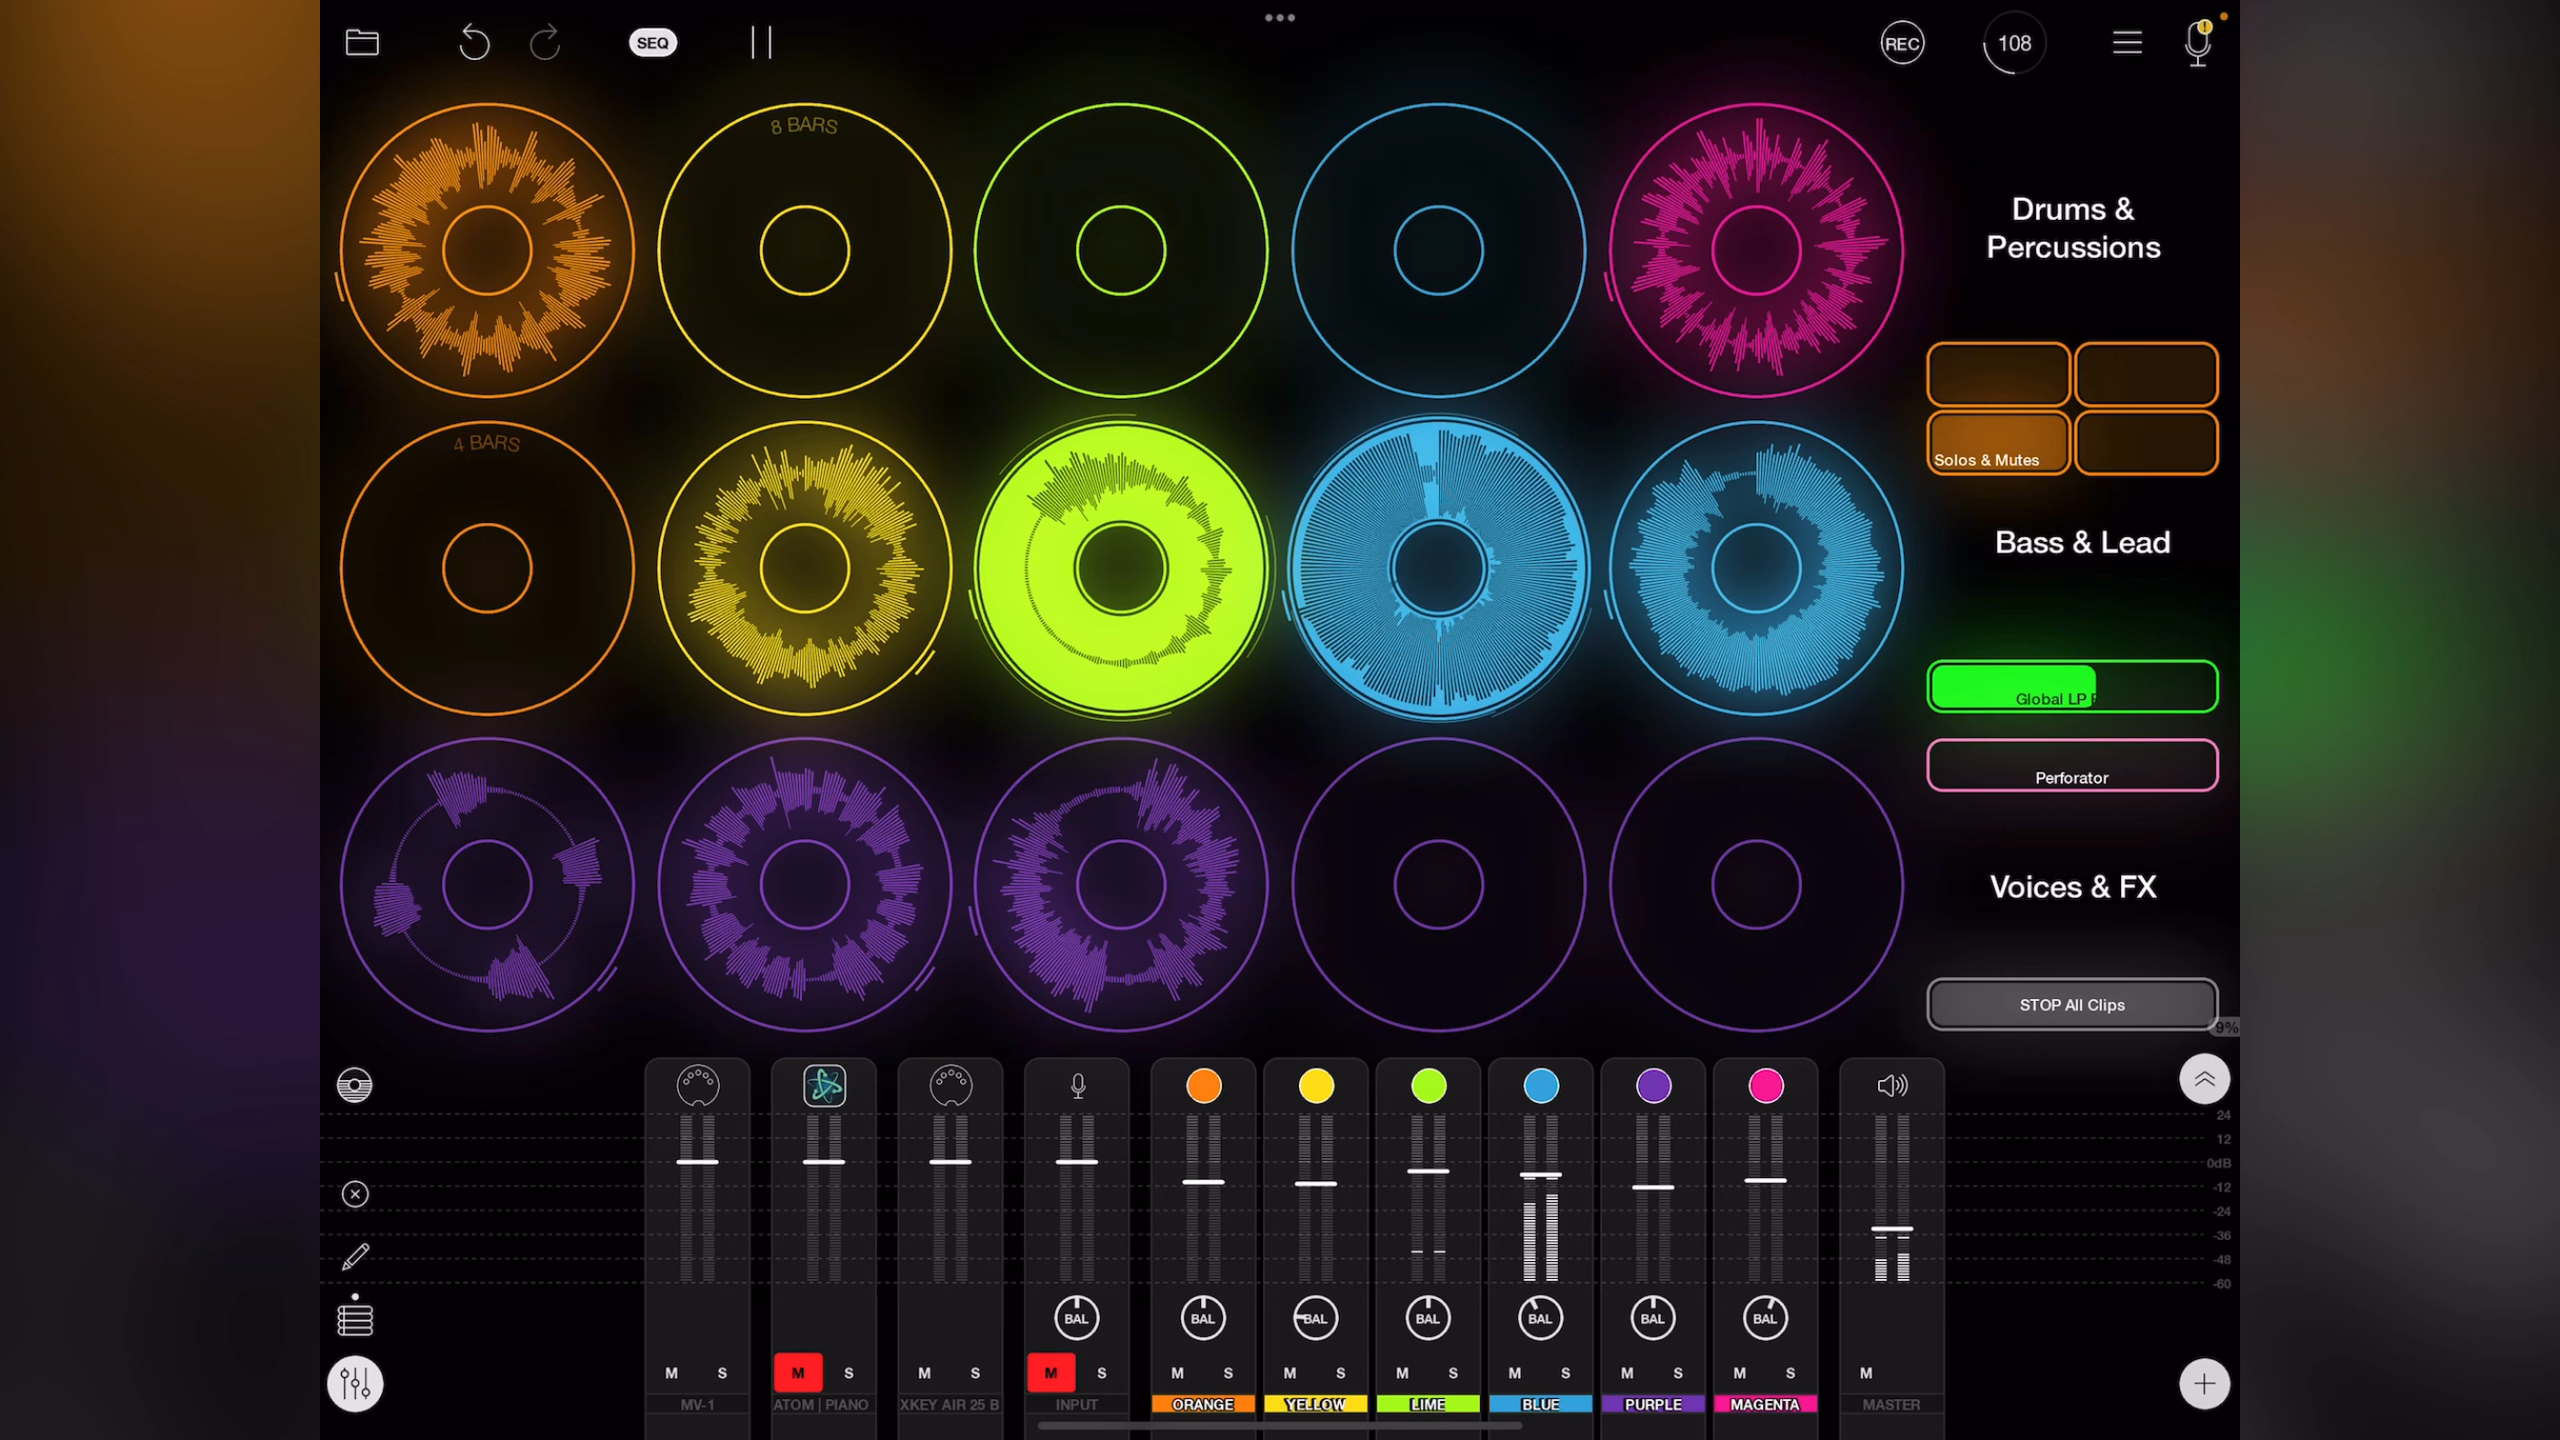 SEQ
REC
108
8 BARS
Drums &
Percussions
Solos & Mutes
4 BARS
Bass & Lead
Global LP F
Perforator
Voices & FX
STOP All Clips
9%
24
12
0dB
-12
-24
-36
-48
-60
BAL BAL BAL BAL BAL BAL BAL
M S M S M S M S M S M S M S M S M S M S M
MV-1 ATOM | PIANO XKEY AIR 25 B INPUT ORANGE YELLOW LIME BLUE PURPLE MAGENTA MASTER